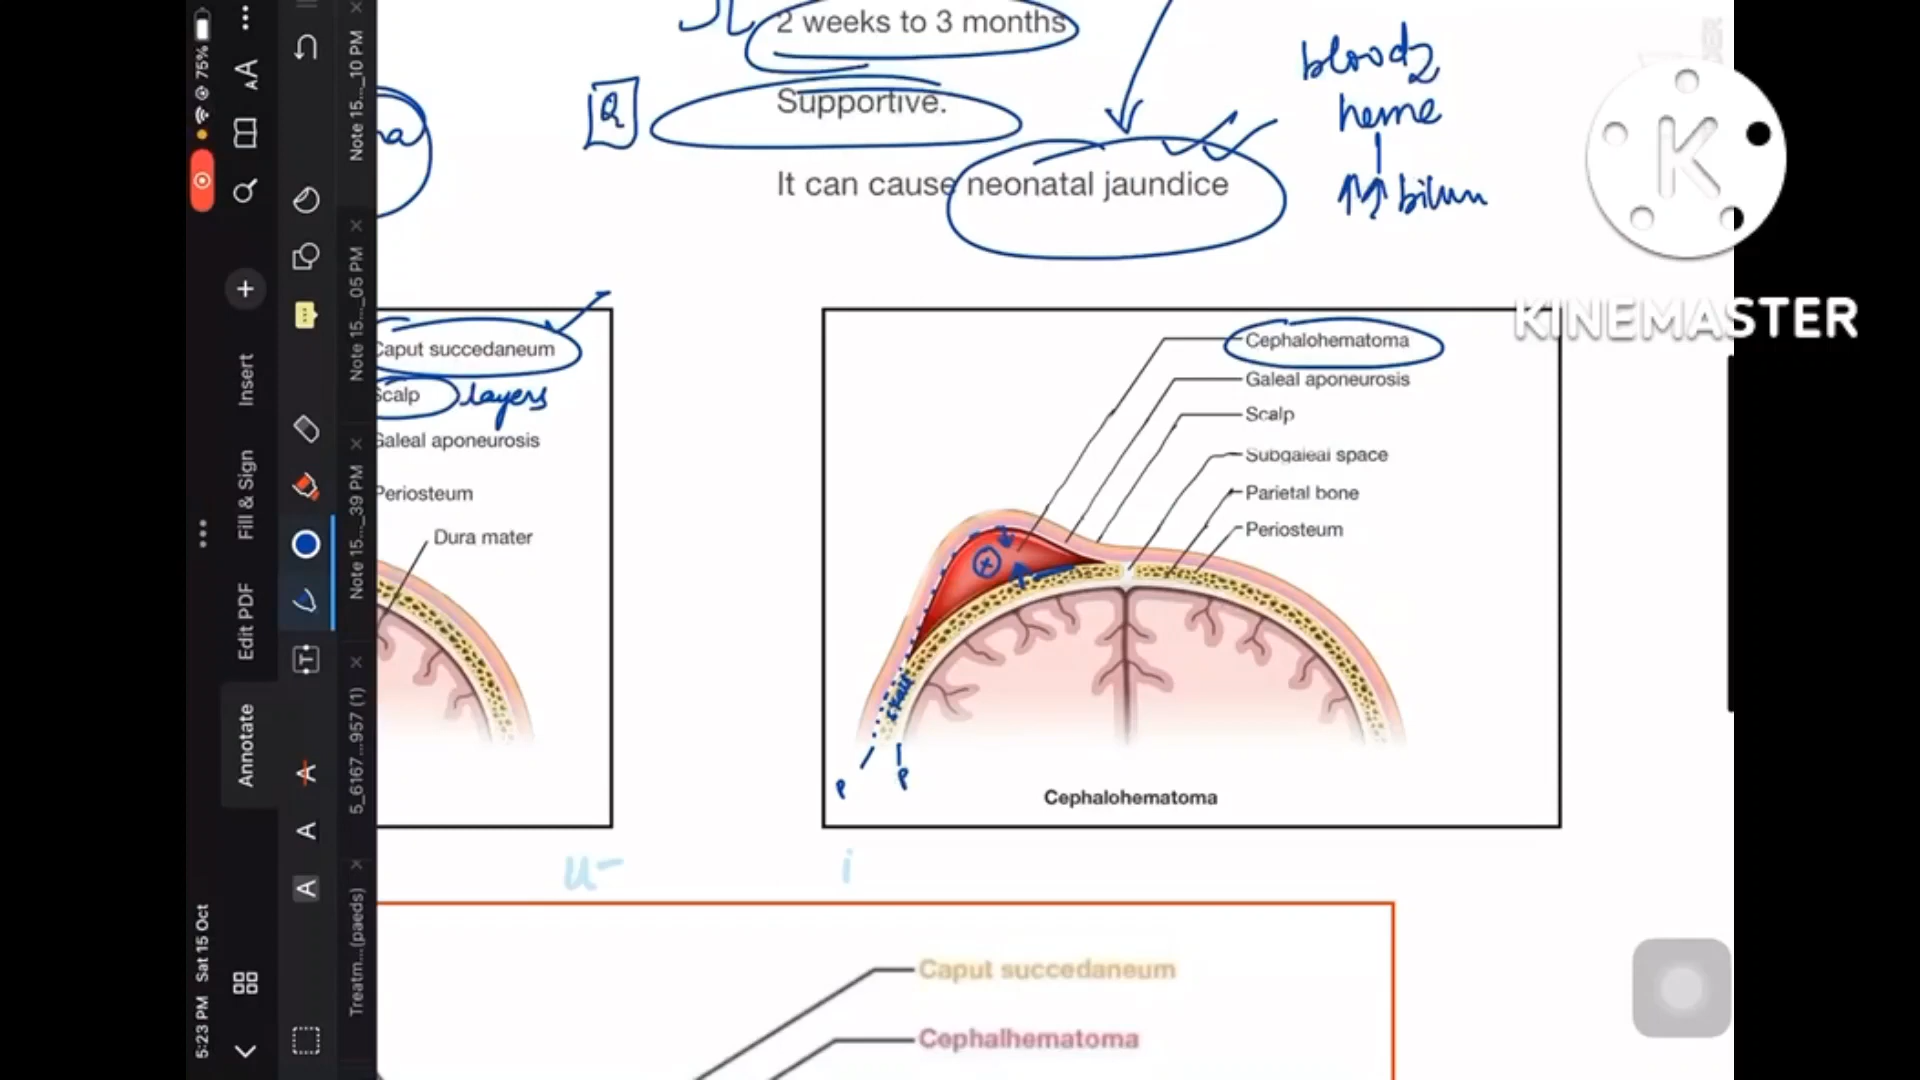 2 weeks to 3 months
Supportive.
It can cause neonatal jaundice
blood
heme
↑↑ bilirubin
K
KINEMASTER
Caput succedaneum
Scalp layers
Galeal aponeurosis
Periosteum
Dura mater
Cephalohematoma
Galeal aponeurosis
Scalp
Subgaleal space
Parietal bone
Periosteum
skull
P
P
Cephalohematoma
Caput succedaneum
Cephalhematoma
75%
5:23 PM Sat 15 Oct
AA
Insert
Fill & Sign
Edit PDF
Annotate
Note 15..._10 PM
Note 15..._05 PM
Note 15..._39 PM
5_6167...957 (1)
Treatm...(paeds)